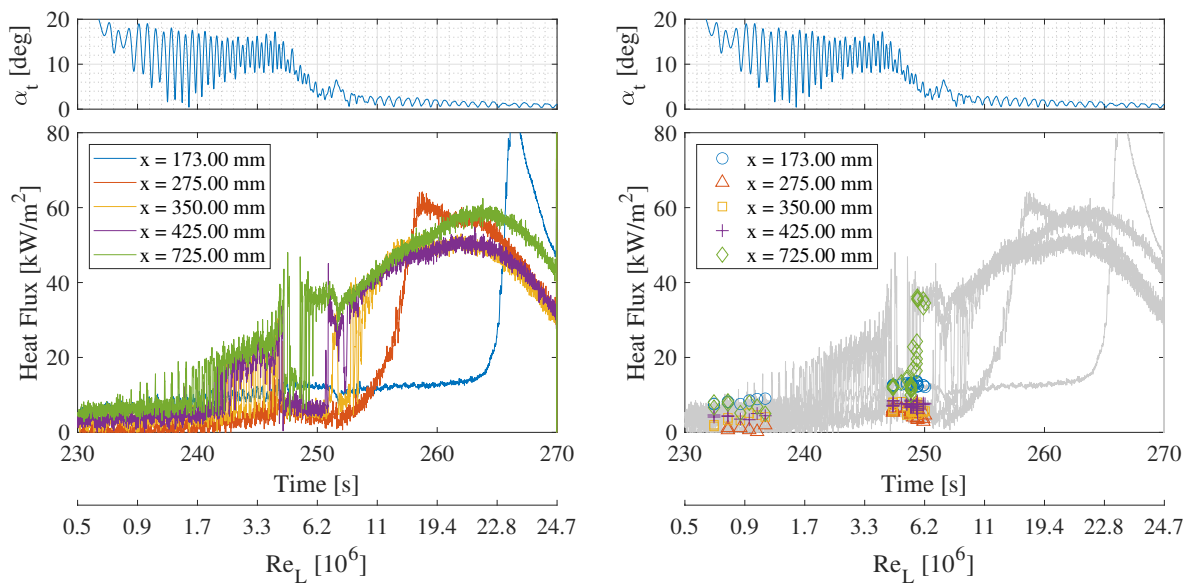 20
10
0
α_t [deg]
80
60
40
20
0
Heat Flux [kW/m²]
x = 173.00 mm
x = 275.00 mm
x = 350.00 mm
x = 425.00 mm
x = 725.00 mm
230 240 250 260 270
Time [s]
0.5 0.9 1.7 3.3 6.2 11 19.4 22.8 24.7
Re_L [10⁶]
20
10
0
α_t [deg]
80
60
40
20
0
Heat Flux [kW/m²]
x = 173.00 mm
x = 275.00 mm
x = 350.00 mm
x = 425.00 mm
x = 725.00 mm
230 240 250 260 270
Time [s]
0.5 0.9 1.7 3.3 6.2 11 19.4 22.8 24.7
Re_L [10⁶]